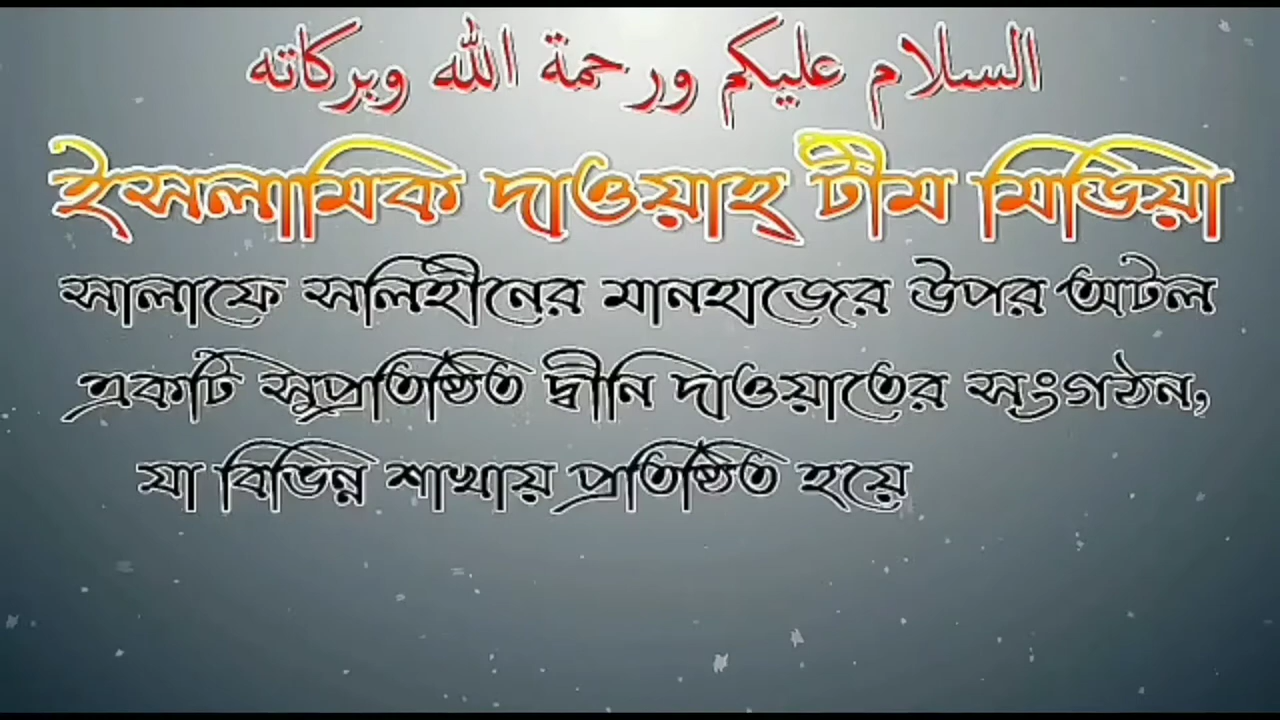 السلام عليكم ورحمة الله وبركاته
ইসলামিক দাওয়াহ্ টীম মিডিয়া
সালাফে সলিহীনের মানহাজের উপর অটল
একটি সুপ্রতিষ্ঠিত দ্বীনি দাওয়াতের সংগঠন,
যা বিভিন্ন শাখায় প্রতিষ্ঠিত হয়ে